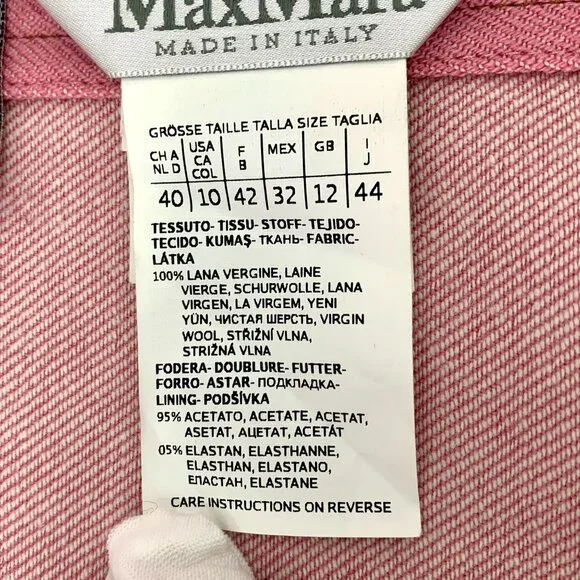 MaxMara
MADE IN ITALY
GRÖSSE TAILLE TALLA SIZE TAGLIA
CH A NL D | USA CA COL | F B | MEX | GB | I J
40 | 10 | 42 | 32 | 12 | 44
TESSUTO- TISSU- STOFF- TEJIDO-
TECIDO- KUMAŞ- ТКАНЬ- FABRIC-
LÁTKA
100% LANA VERGINE, LAINE
VIERGE, SCHURWOLLE, LANA
VIRGEN, LA VIRGEM, YENI
YÜN, ЧИСТАЯ ШЕРСТЬ, VIRGIN
WOOL, STŘIŽNÍ VLNA,
STRIŽNÁ VLNA
FODERA- DOUBLURE- FUTTER-
FORRO- ASTAR- ПОДКЛАДКА-
LINING- PODŠÍVKA
95% ACETATO, ACETATE, ACETAT,
ASETAT, АЦЕТАТ, ACETÁT
05% ELASTAN, ELASTHANNE,
ELASTHAN, ELASTANO,
ЕЛАСТАН, ELASTANE
CARE INSTRUCTIONS ON REVERSE